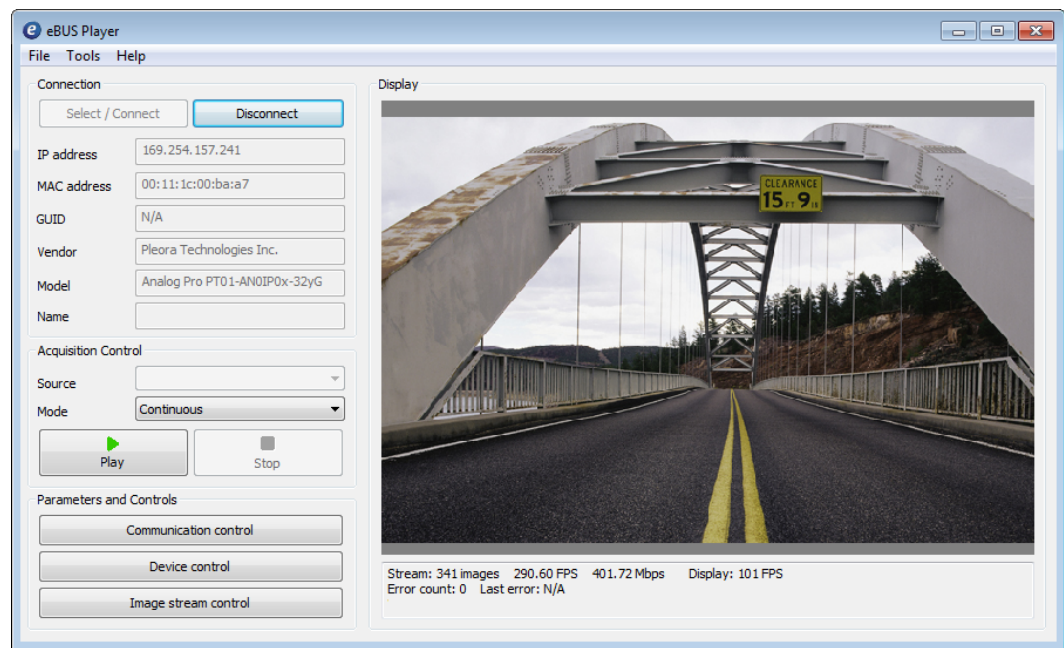 eBUS Player
File Tools Help
Connection
Select / Connect Disconnect
IP address 169.254.157.241
MAC address 00:11:1c:00:ba:a7
GUID N/A
Vendor Pleora Technologies Inc.
Model Analog Pro PT01-AN0IP0x-32yG
Name
Acquisition Control
Source
Mode Continuous
Play Stop
Parameters and Controls
Communication control
Device control
Image stream control
Display
CLEARANCE
15 FT 9 IN
Stream: 341 images 290.60 FPS 401.72 Mbps Display: 101 FPS
Error count: 0 Last error: N/A